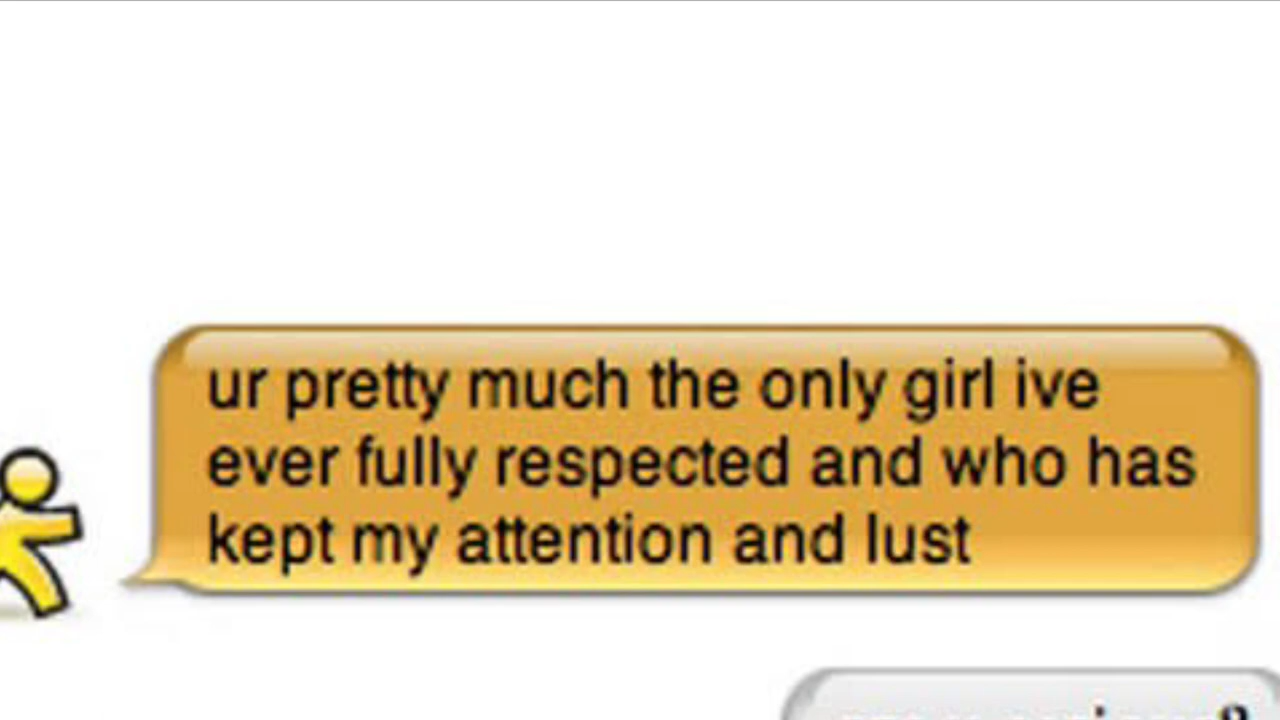 ur pretty much the only girl ive
ever fully respected and who has
kept my attention and lust